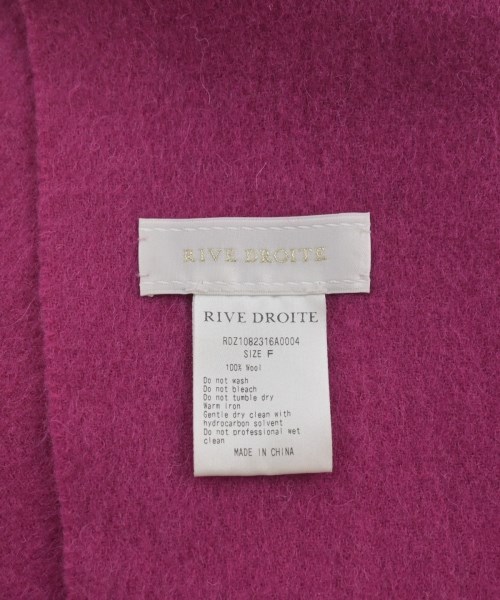 RIVE DROITE
RIVE DROITE
RDZ1082316A0004
SIZE F
100% Wool
Do not wash
Do not bleach
Do not tumble dry
Warm iron
Gentle dry clean with
hydrocarbon solvent
Do not professional wet
clean
MADE IN CHINA